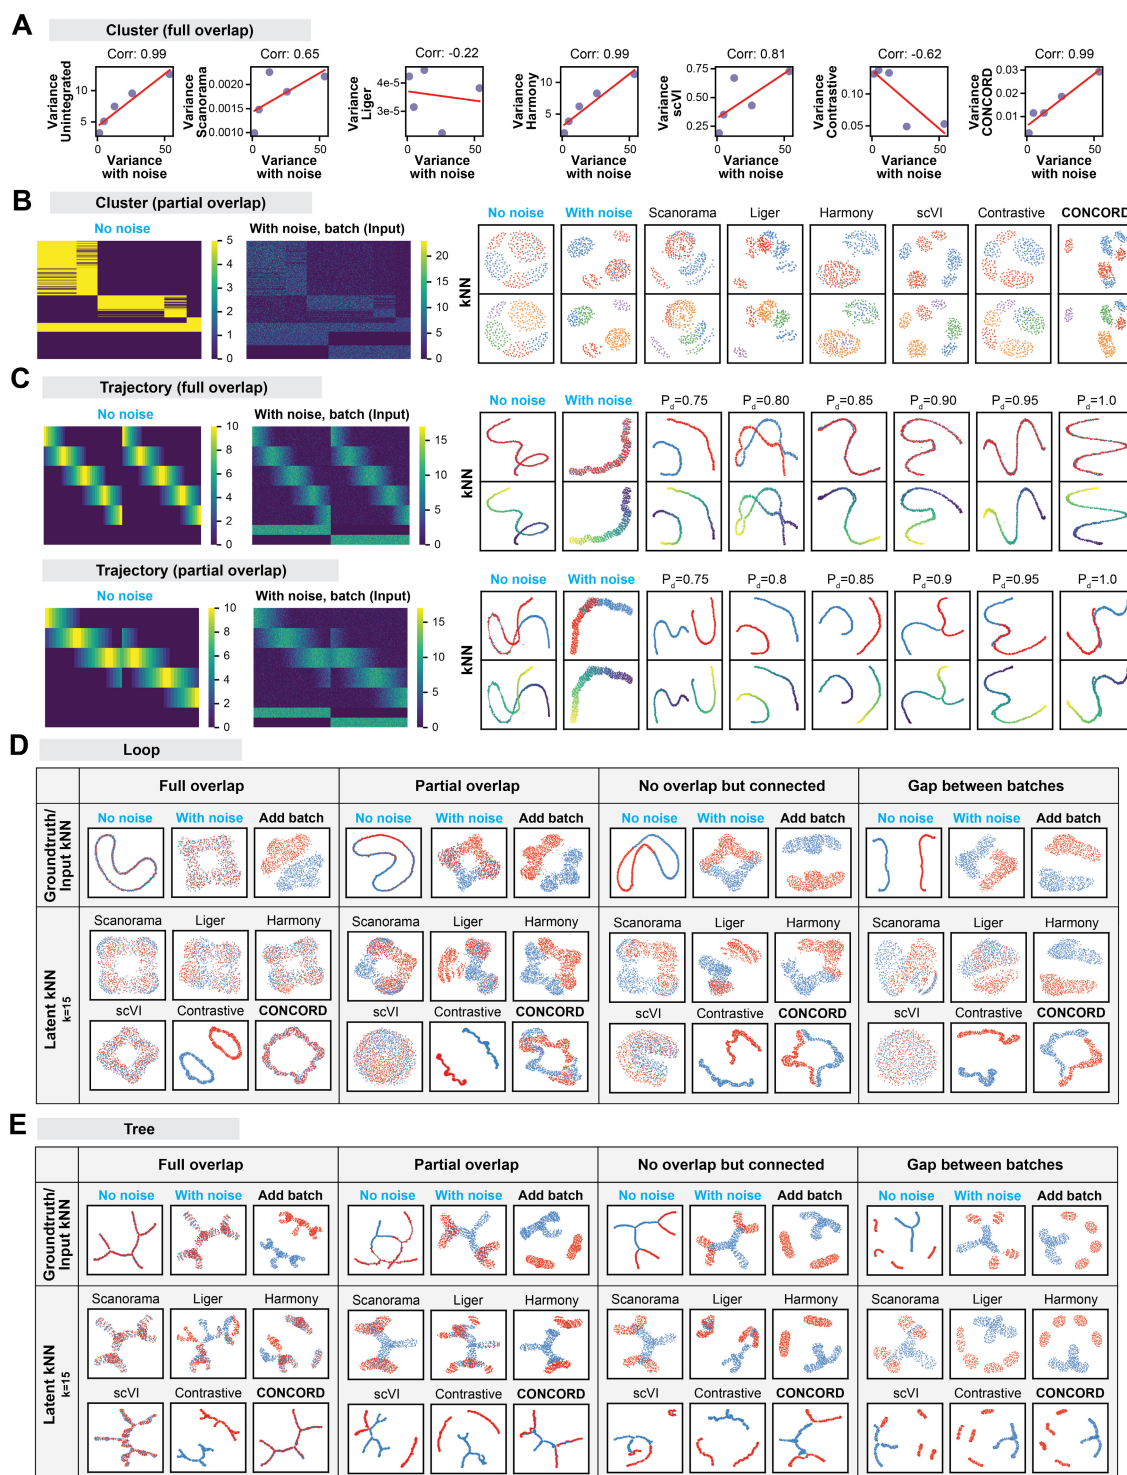 A
Cluster (full overlap)
Corr: 0.99
Corr: 0.65
Corr: -0.22
Corr: 0.99
Corr: 0.81
Corr: -0.62
Corr: 0.99
Variance
Unintegrated
10
5
0
50
Variance
with noise
Variance
Scanorama
0.0020
0.0015
0.0010
0
50
Variance
with noise
Variance
Liger
4e-5
3e-5
0
50
Variance
with noise
Variance
Harmony
10
5
0
50
Variance
with noise
Variance
scVI
0.75
0.50
0.25
0
50
Variance
with noise
Variance
Contrastive
0.10
0.05
0
50
Variance
with noise
Variance
CONCORD
0.03
0.02
0.01
0
50
Variance
with noise
B
Cluster (partial overlap)
No noise
With noise, batch (Input)
5
4
3
2
1
0
20
15
10
5
0
kNN
No noise
With noise
Scanorama
Liger
Harmony
scVI
Contrastive
CONCORD
C
Trajectory (full overlap)
No noise
With noise, batch (Input)
10
8
6
4
2
0
15
10
5
0
kNN
No noise
With noise
Pd=0.75
Pd=0.80
Pd=0.85
Pd=0.90
Pd=0.95
Pd=1.0
Trajectory (partial overlap)
No noise
With noise, batch (Input)
10
8
6
4
2
0
15
10
5
0
kNN
No noise
With noise
Pd=0.75
Pd=0.8
Pd=0.85
Pd=0.9
Pd=0.95
Pd=1.0
D
Loop
Full overlap
Partial overlap
No overlap but connected
Gap between batches
Groundtruth/
Input kNN
No noise
With noise
Add batch
No noise
With noise
Add batch
No noise
With noise
Add batch
No noise
With noise
Add batch
Latent kNN
k=15
Scanorama
Liger
Harmony
Scanorama
Liger
Harmony
Scanorama
Liger
Harmony
Scanorama
Liger
Harmony
scVI
Contrastive
CONCORD
scVI
Contrastive
CONCORD
scVI
Contrastive
CONCORD
scVI
Contrastive
CONCORD
E
Tree
Full overlap
Partial overlap
No overlap but connected
Gap between batches
Groundtruth/
Input kNN
No noise
With noise
Add batch
No noise
With noise
Add batch
No noise
With noise
Add batch
No noise
With noise
Add batch
Latent kNN
k=15
Scanorama
Liger
Harmony
Scanorama
Liger
Harmony
Scanorama
Liger
Harmony
Scanorama
Liger
Harmony
scVI
Contrastive
CONCORD
scVI
Contrastive
CONCORD
scVI
Contrastive
CONCORD
scVI
Contrastive
CONCORD